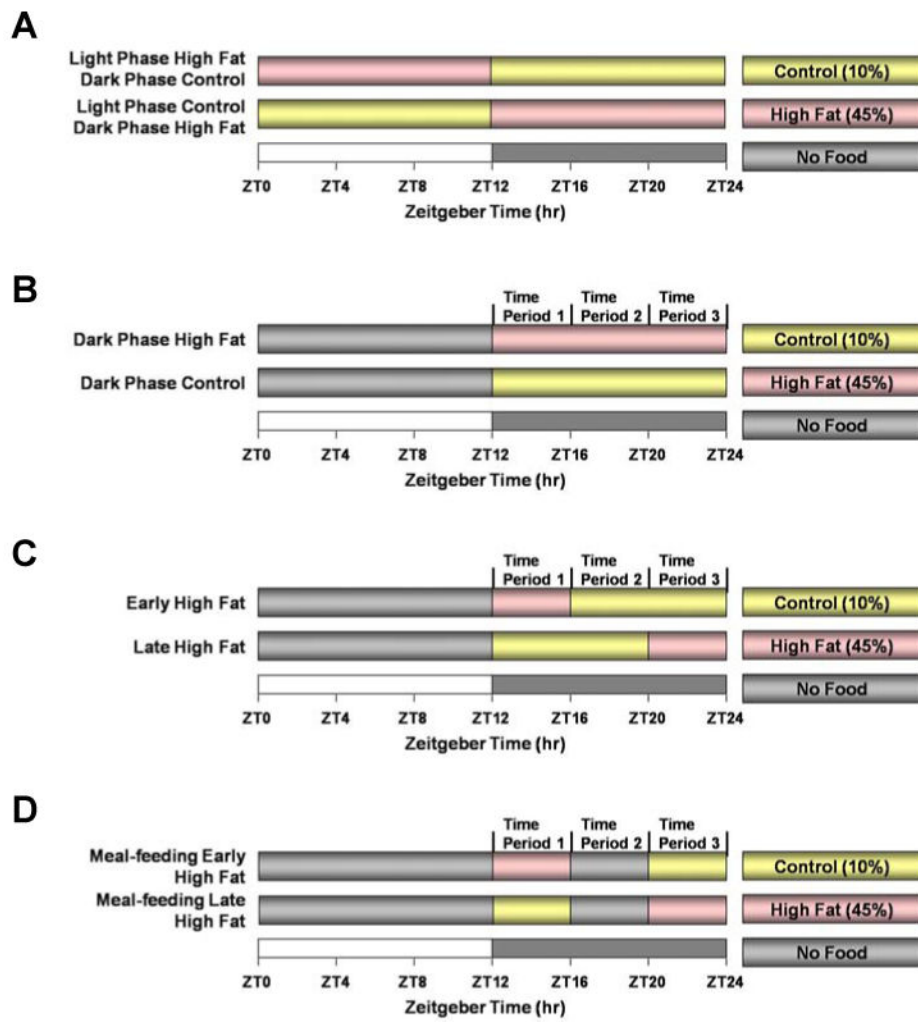 A
Light Phase High Fat
Dark Phase Control
Control (10%)
Light Phase Control
Dark Phase High Fat
High Fat (45%)
No Food
ZT0 ZT4 ZT8 ZT12 ZT16 ZT20 ZT24
Zeitgeber Time (hr)
B
Time Time Time
Period 1 Period 2 Period 3
Dark Phase High Fat
Control (10%)
Dark Phase Control
High Fat (45%)
No Food
ZT0 ZT4 ZT8 ZT12 ZT16 ZT20 ZT24
Zeitgeber Time (hr)
C
Time Time Time
Period 1 Period 2 Period 3
Early High Fat
Control (10%)
Late High Fat
High Fat (45%)
No Food
ZT0 ZT4 ZT8 ZT12 ZT16 ZT20 ZT24
Zeitgeber Time (hr)
D
Time Time Time
Period 1 Period 2 Period 3
Meal-feeding Early
High Fat
Control (10%)
Meal-feeding Late
High Fat
High Fat (45%)
No Food
ZT0 ZT4 ZT8 ZT12 ZT16 ZT20 ZT24
Zeitgeber Time (hr)